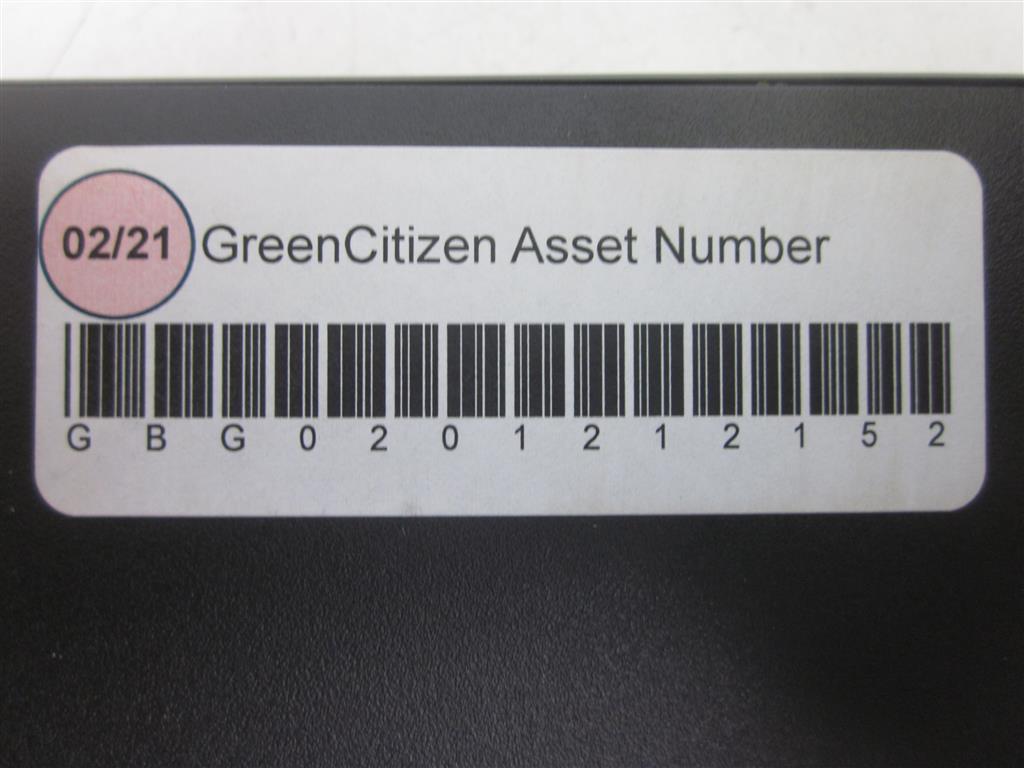 02/21 GreenCitizen Asset Number
G B G 0 2 0 1 2 1 2 1 5 2